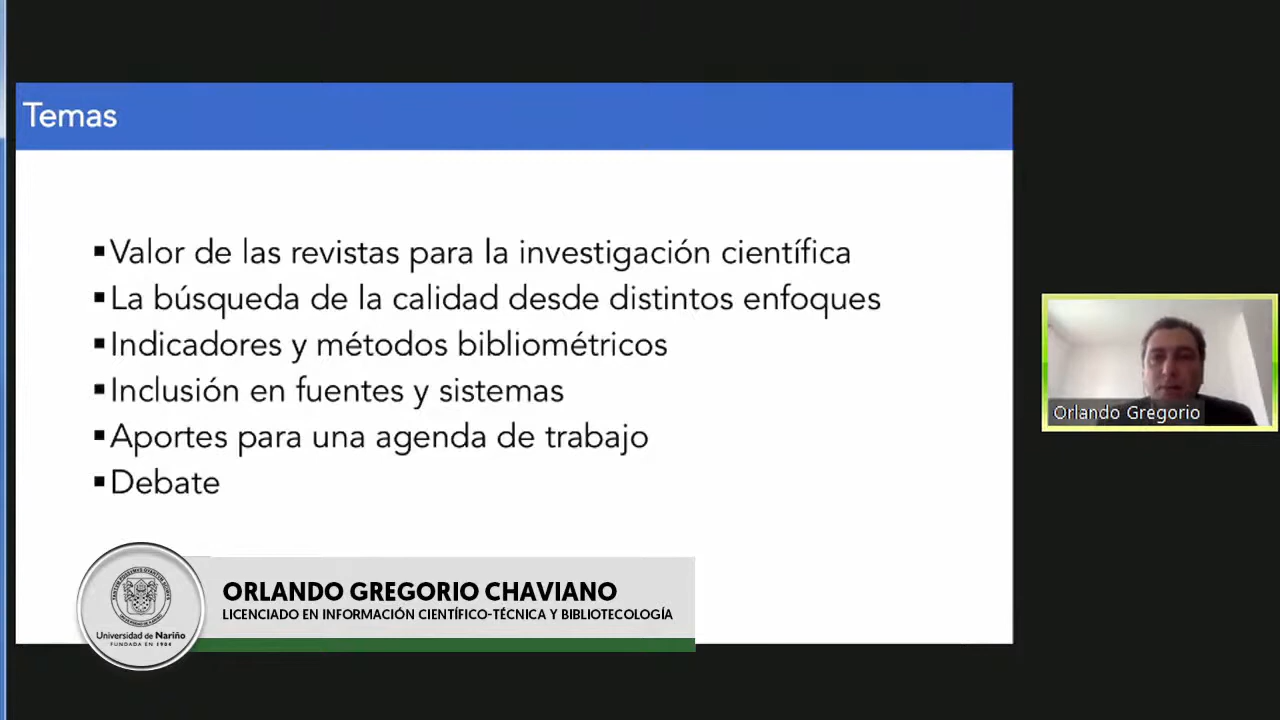 Temas
▪Valor de las revistas para la investigación científica
▪La búsqueda de la calidad desde distintos enfoques
▪Indicadores y métodos bibliométricos
▪Inclusión en fuentes y sistemas
▪Aportes para una agenda de trabajo
▪Debate
Orlando Gregorio
ORLANDO GREGORIO CHAVIANO
LICENCIADO EN INFORMACIÓN CIENTÍFICO-TÉCNICA Y BIBLIOTECOLOGÍA
Universidad de Nariño
FUNDADA EN 1904